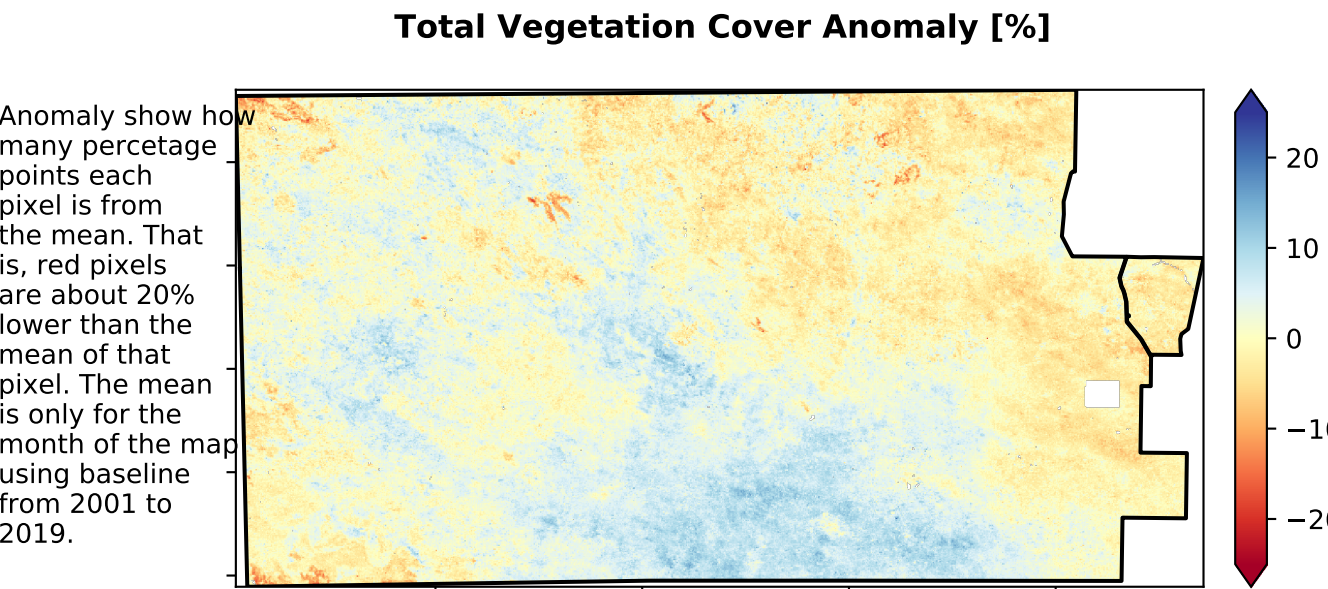 Total Vegetation Cover Anomaly [%]
Anomaly show how
many percetage
points each
pixel is from
the mean. That
is, red pixels
are about 20%
lower than the
mean of that
pixel. The mean
is only for the
month of the map
using baseline
from 2001 to
2019.
20
10
0
−10
−20